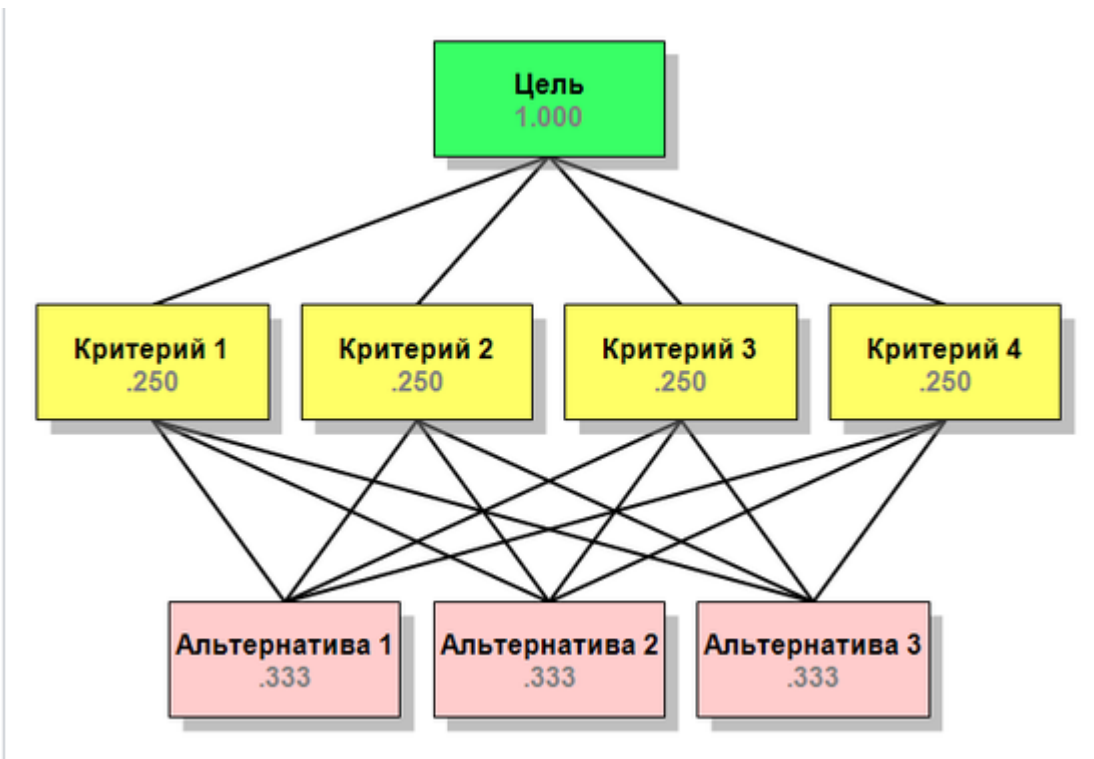 Цель
1.000
Критерий 1
.250
Критерий 2
.250
Критерий 3
.250
Критерий 4
.250
Альтернатива 1
.333
Альтернатива 2
.333
Альтернатива 3
.333